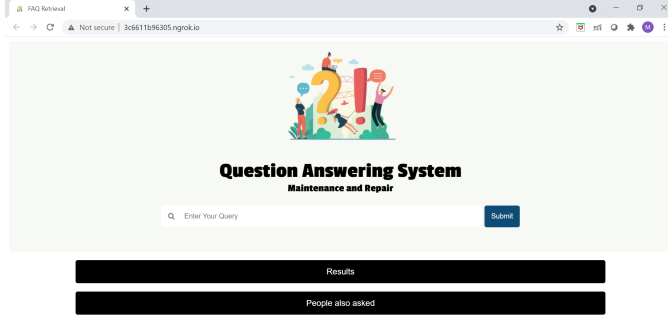 FAQ Retrieval
Not secure | 3c6611b96305.ngrok.io
M
?!
Question Answering System
Maintenance and Repair
Enter Your Query
Submit
Results
People also asked